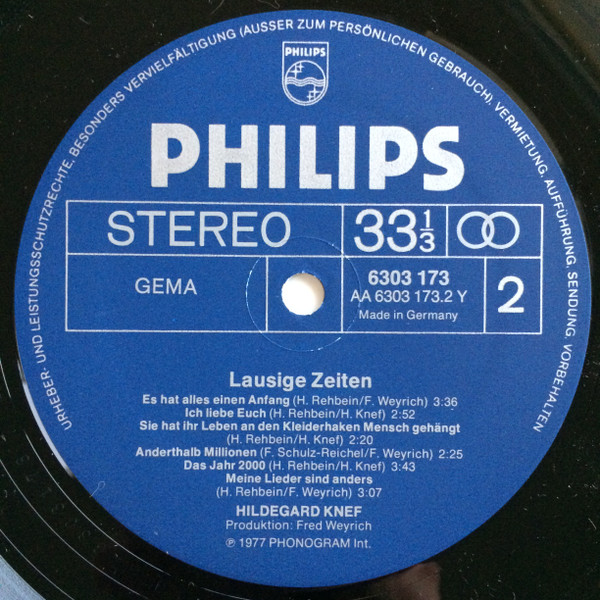 URHEBER- UND LEISTUNGSSCHUTZRECHTE, BESONDERS VERVIELFÄLTIGUNG (AUSSER ZUM PERSÖNLICHEN GEBRAUCH), VERMIETUNG, AUFFÜHRUNG, SENDUNG, VORBEHALTEN
PHILIPS
PHILIPS
STEREO 33 1/3
GEMA 6303 173 2
AA 6303 173.2 Y
Made in Germany
Lausige Zeiten
Es hat alles einen Anfang (H. Rehbein/F. Weyrich) 3:36
Ich liebe Euch (H. Rehbein/H. Knef) 2:52
Sie hat ihr Leben an den Kleiderhaken Mensch gehängt
(H. Rehbein/H. Knef) 2:20
Anderthalb Millionen (F. Schulz-Reichel/F. Weyrich) 2:25
Das Jahr 2000 (H. Rehbein/H. Knef) 3:43
Meine Lieder sind anders
(H. Rehbein/F. Weyrich) 3:07
HILDEGARD KNEF
Produktion: Fred Weyrich
℗ 1977 PHONOGRAM Int.